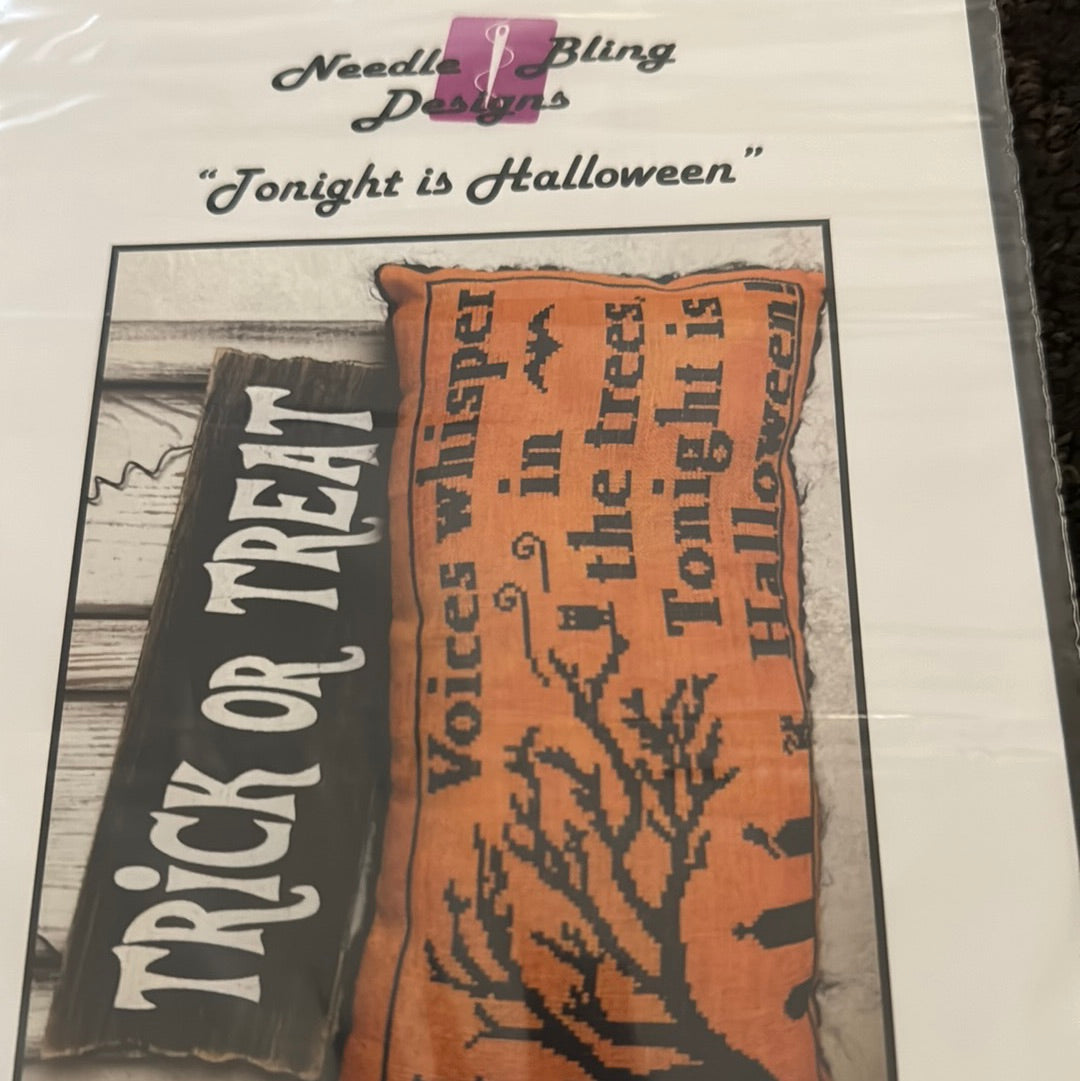 Needle Bling
Designs
“Tonight is Halloween”
TRiCK OR TREAT
Voices whisper
in
the trees,
Tonight is
Halloween!